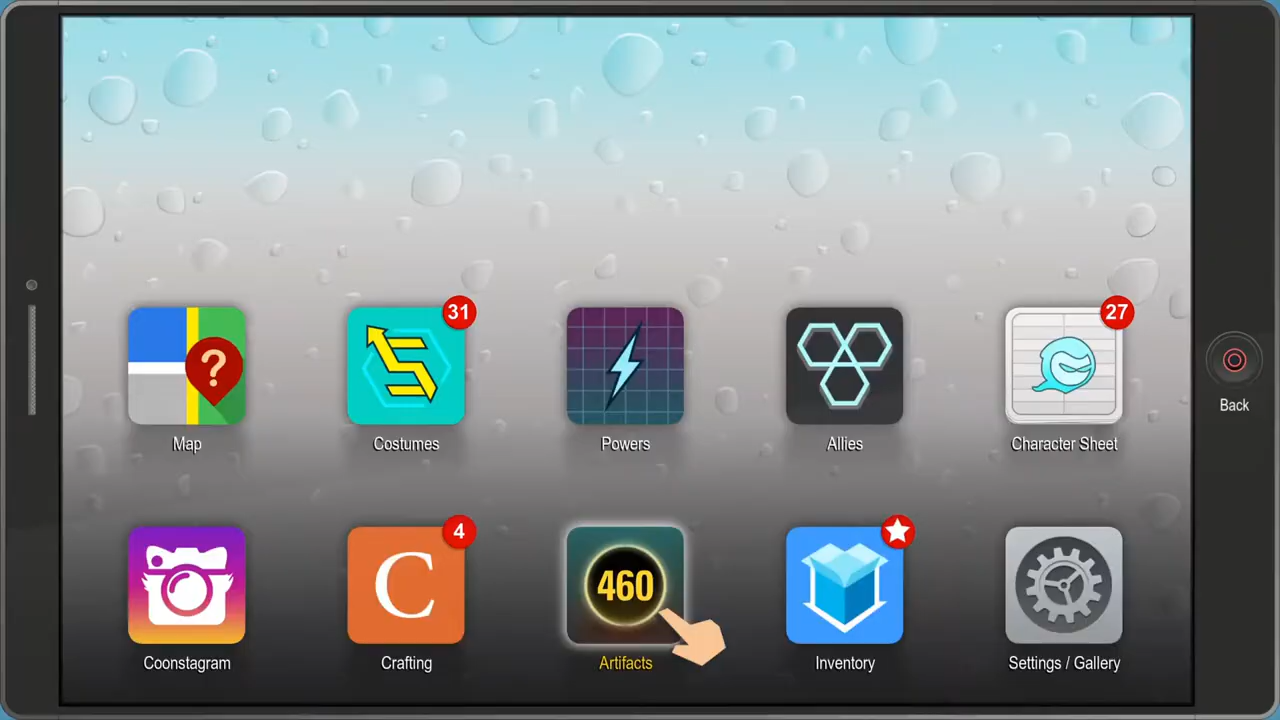 31
27
?
Map
Costumes
Powers
Allies
Character Sheet
Back
4
C
460
Coonstagram
Crafting
Artifacts
Inventory
Settings / Gallery